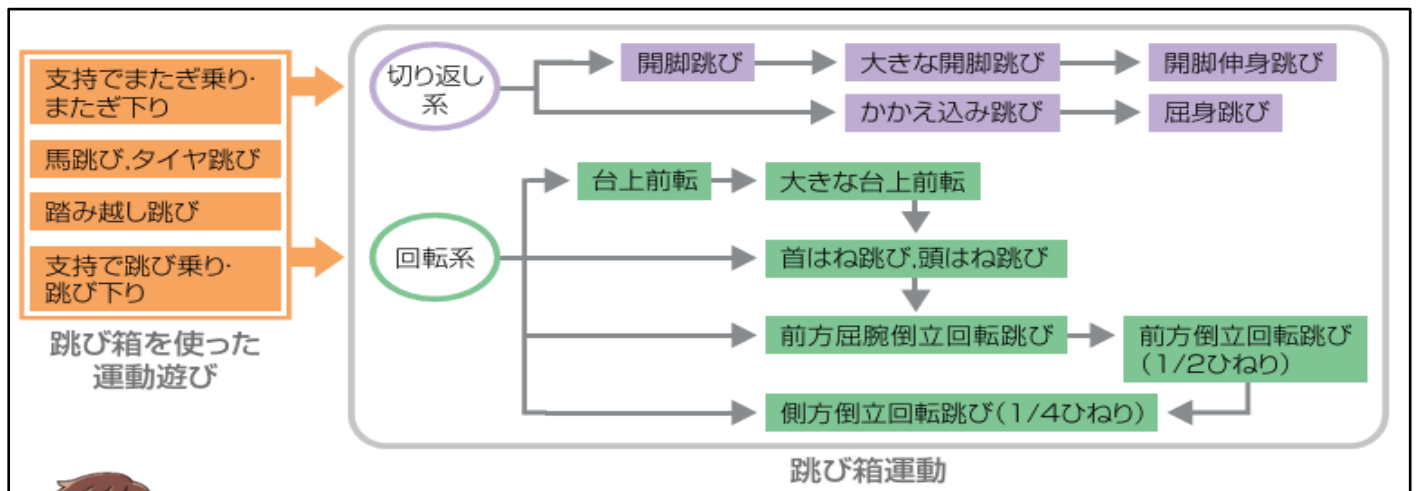 支持でまたぎ乗り・
またぎ下り
馬跳び,タイヤ跳び
踏み越し跳び
支持で跳び乗り・
跳び下り
跳び箱を使った
運動遊び
切り返し
系
開脚跳び
大きな開脚跳び
開脚伸身跳び
かかえ込み跳び
屈身跳び
回転系
台上前転
大きな台上前転
首はね跳び,頭はね跳び
前方屈腕倒立回転跳び
前方倒立回転跳び
(1/2ひねり)
側方倒立回転跳び(1/4ひねり)
跳び箱運動